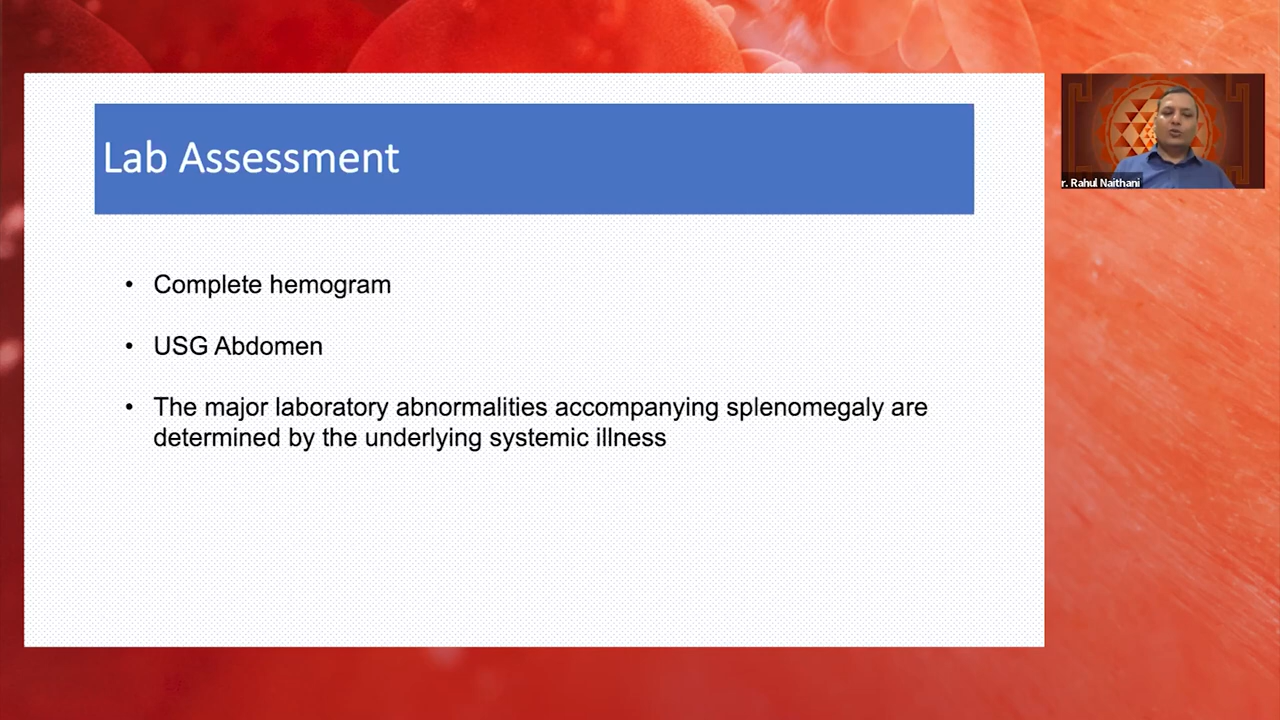 Lab Assessment
• Complete hemogram
• USG Abdomen
• The major laboratory abnormalities accompanying splenomegaly are
determined by the underlying systemic illness
r. Rahul Naithani